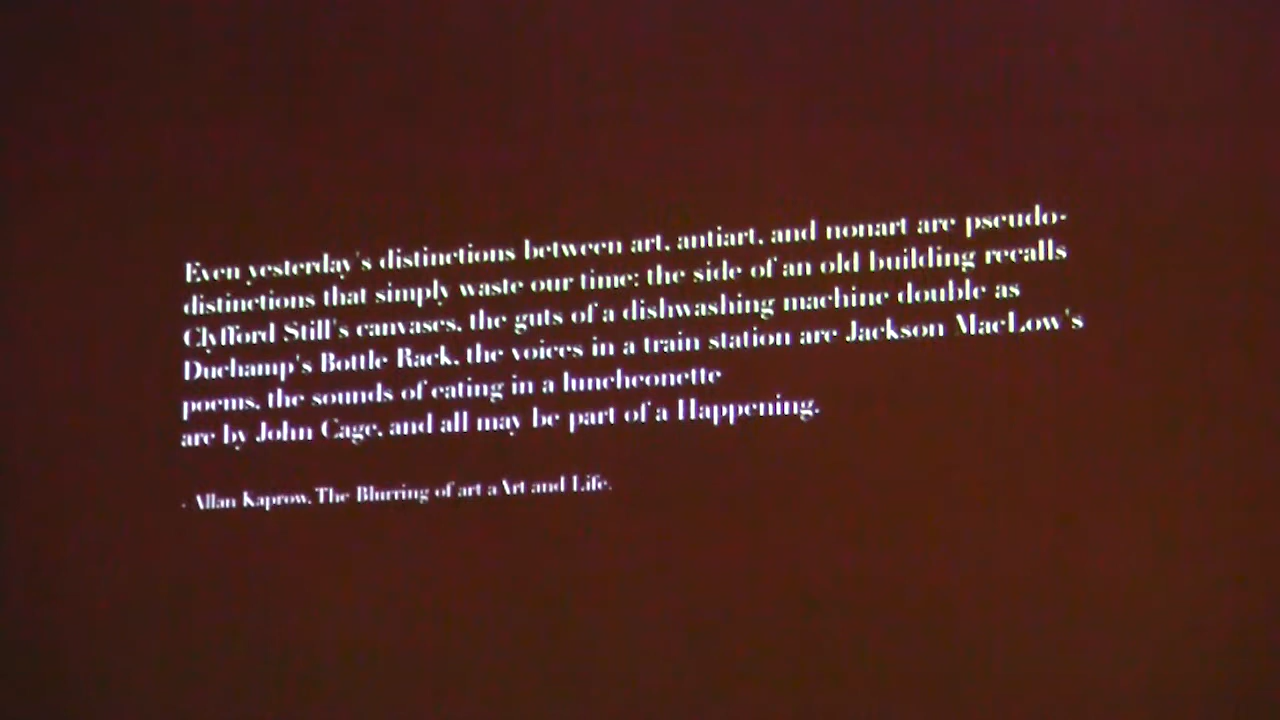 Even yesterday's distinctions between art, antiart, and nonart are pseudo-
distinctions that simply waste our time: the side of an old building recalls
Clyfford Still's canvases, the guts of a dishwashing machine double as
Duchamp's Bottle Rack, the voices in a train station are Jackson MacLow's
poems, the sounds of eating in a luncheonette
are by John Cage, and all may be part of a Happening.
- Allan Kaprow, The Blurring of art a Art and Life.